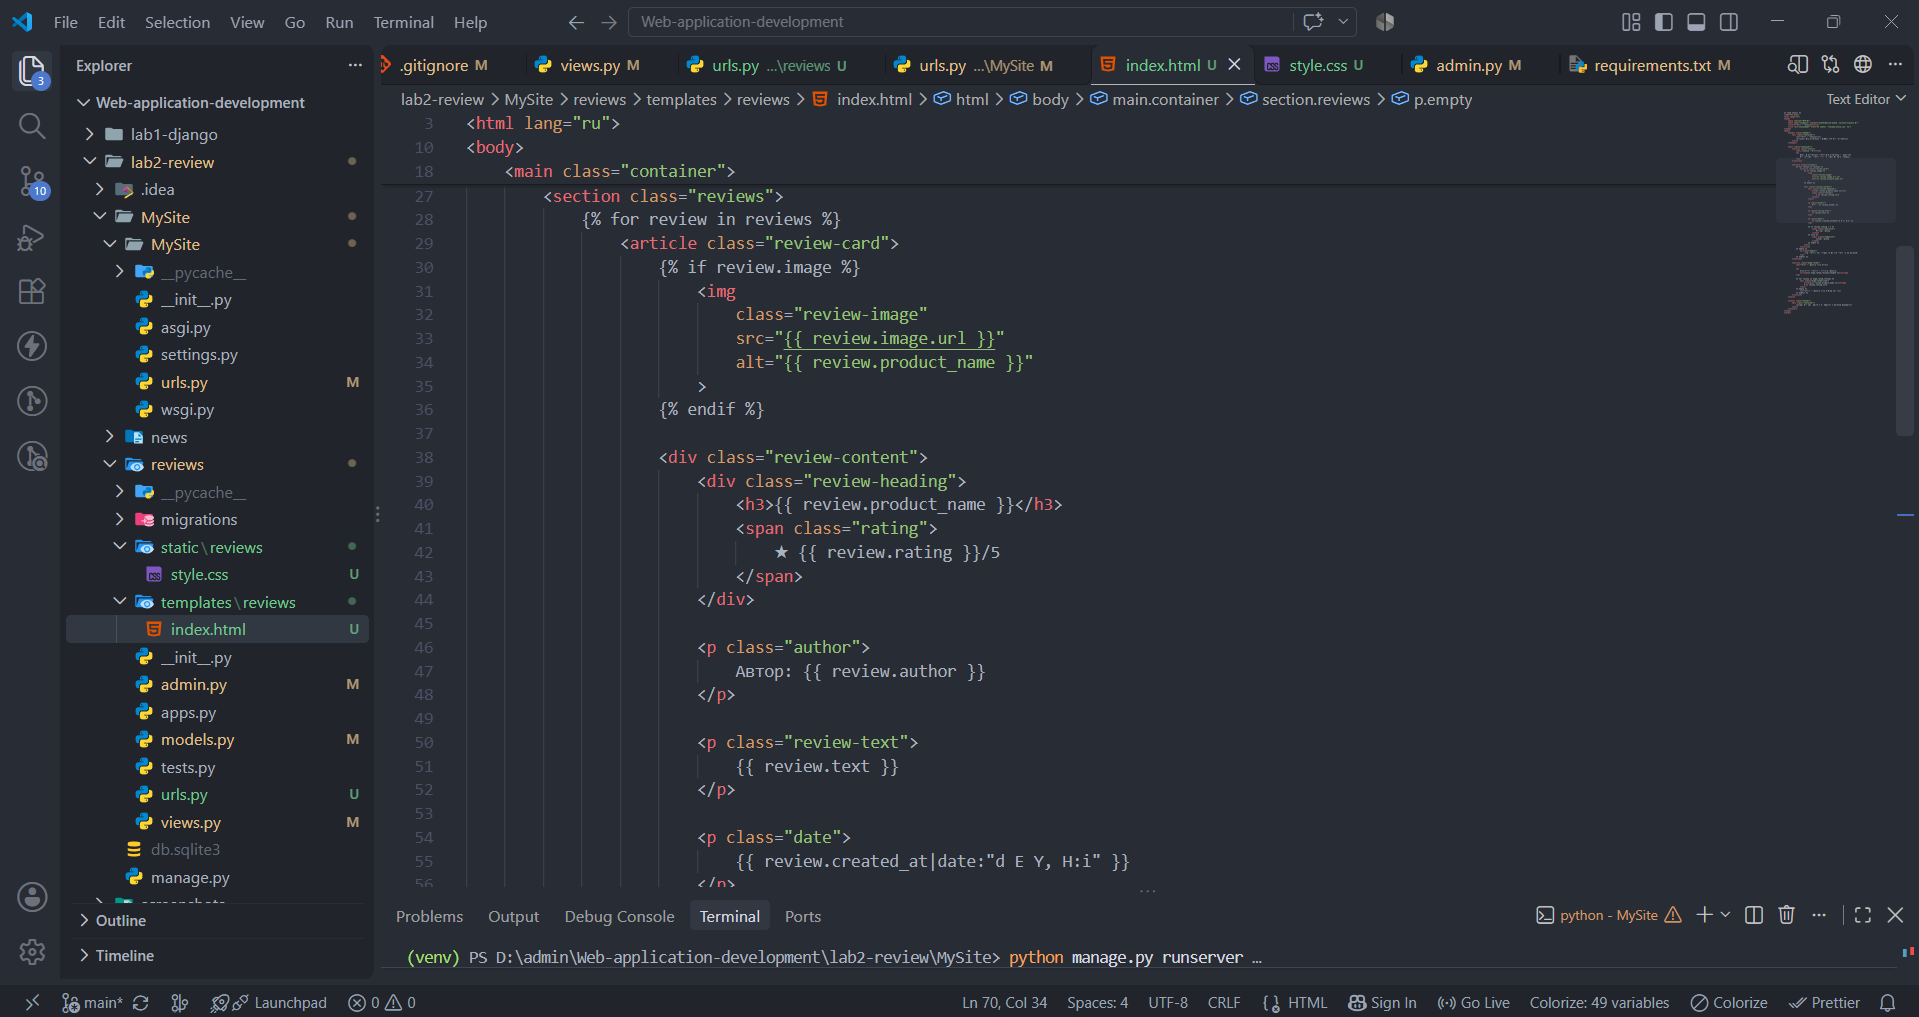 File Edit Selection View Go Run Terminal Help
Web-application-development
Explorer
3
10
Web-application-development
lab1-django
lab2-review
.idea
MySite
MySite
__pycache__
__init__.py
asgi.py
settings.py
urls.py M
wsgi.py
news
reviews
__pycache__
migrations
static\reviews
style.css U
templates\reviews
index.html U
__init__.py
admin.py M
apps.py
models.py M
tests.py
urls.py U
views.py M
db.sqlite3
manage.py
Outline
Timeline
.gitignore M views.py M urls.py ...\reviews U urls.py ...\MySite M index.html U style.css U admin.py M requirements.txt M
lab2-review > MySite > reviews > templates > reviews > index.html > html > body > main.container > section.reviews > p.empty
Text Editor
3 <html lang="ru">
10 <body>
18 <main class="container">
27 <section class="reviews">
28 {% for review in reviews %}
29 <article class="review-card">
30 {% if review.image %}
31 <img
32 class="review-image"
33 src="{{ review.image.url }}"
34 alt="{{ review.product_name }}"
35 >
36 {% endif %}
37
38 <div class="review-content">
39 <div class="review-heading">
40 <h3>{{ review.product_name }}</h3>
41 <span class="rating">
42 ★ {{ review.rating }}/5
43 </span>
44 </div>
45
46 <p class="author">
47 Автор: {{ review.author }}
48 </p>
49
50 <p class="review-text">
51 {{ review.text }}
52 </p>
53
54 <p class="date">
55 {{ review.created_at|date:"d E Y, H:i" }}
56 </p>
Problems Output Debug Console Terminal Ports
python - MySite
(venv) PS D:\admin\Web-application-development\lab2-review\MySite> python manage.py runserver …
main* Launchpad 0 0 Ln 70, Col 34 Spaces: 4 UTF-8 CRLF HTML Sign In Go Live Colorize: 49 variables Colorize Prettier